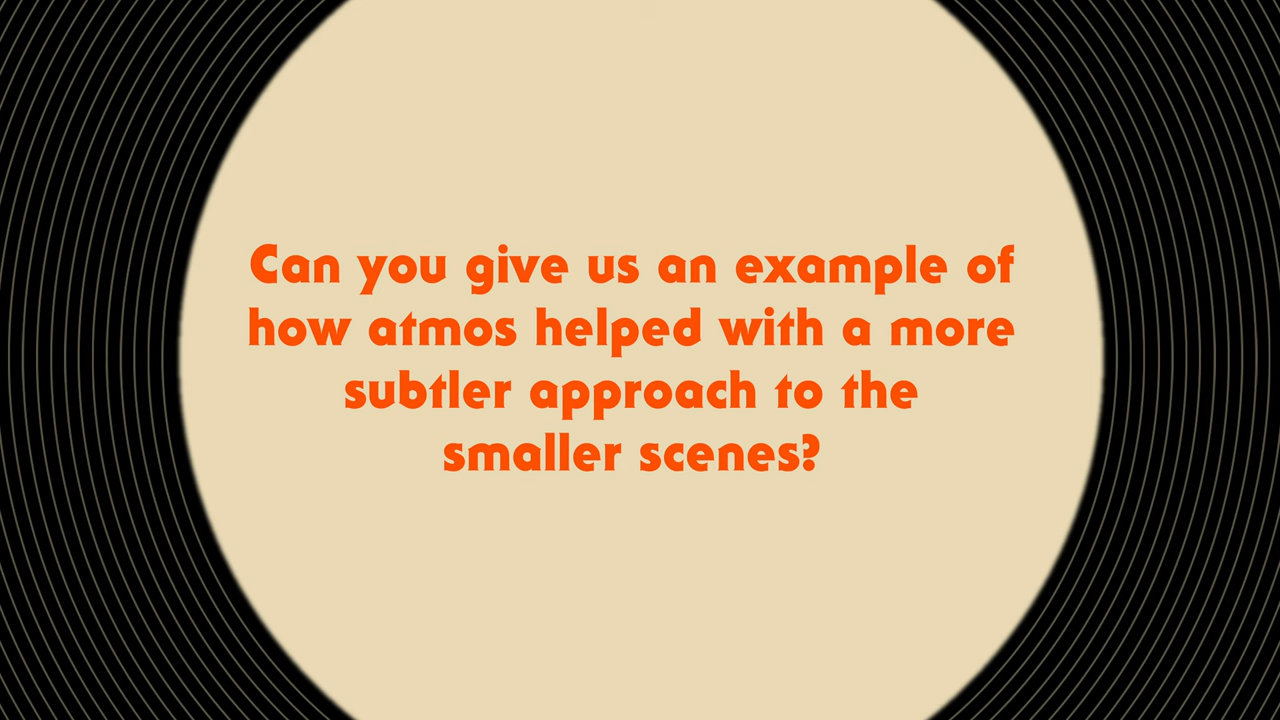 Can you give us an example of
how atmos helped with a more
subtler approach to the
smaller scenes?